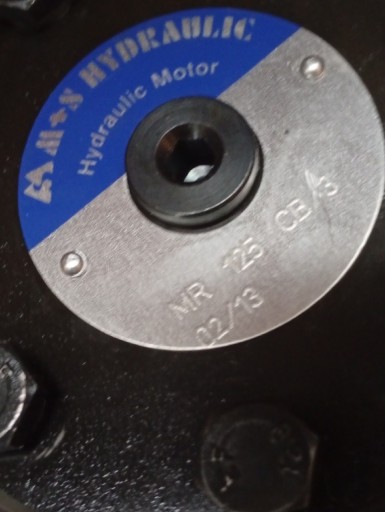 M+S HYDRAULIC
Hydraulic Motor
MR 125 CB/3
02/13